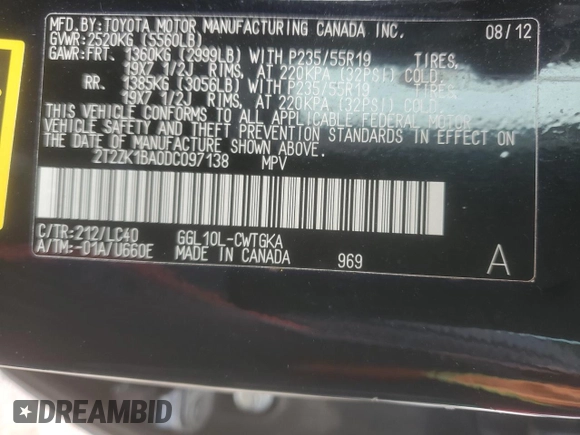 MFD. BY: TOYOTA MOTOR MANUFACTURING CANADA INC. 08/12
GVWR: 2520KG (5560LB)
GAWR: FRT. 1360KG (2999LB) WITH P235/55R19 TIRES,
19X7 1/2J RIMS, AT 220KPA (32PSI) COLD.
RR. 1385KG (3056LB) WITH P235/55R19 TIRES,
19X7 1/2J RIMS, AT 220KPA (32PSI) COLD.
THIS VEHICLE CONFORMS TO ALL APPLICABLE FEDERAL MOTOR
VEHICLE SAFETY AND THEFT PREVENTION STANDARDS IN EFFECT ON
THE DATE OF MANUFACTURE SHOWN ABOVE.
2T2ZK1BA0DC097138 MPV
C/TR: 212/LC40 GGL10L-CWTGKA
A/TM: -01A/U660E MADE IN CANADA 969 A
DREAMBID